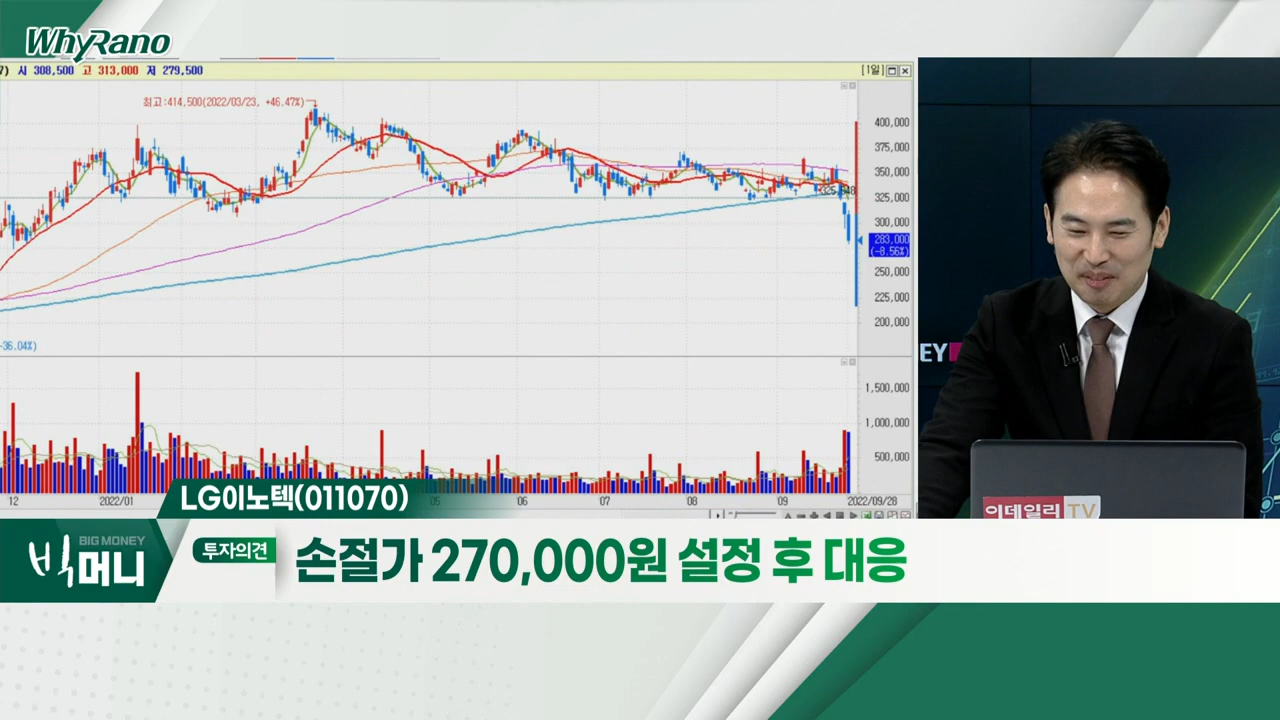 WhyRano
7) 시 308,500 고 313,000 저 279,500
[1일]
최고:414,500(2022/03/23, +46.47%)
400,000
375,000
350,000
325,000
300,000
283,000
(-8.56%)
250,000
225,000
200,000
-36.04%)
1,500,000
1,000,000
500,000
12
2022/01
05
06
07
08
09
2022/09/28
EY
이데일리 TV
LG이노텍(011070)
BIG MONEY
빅머니
투자의견
손절가 270,000원 설정 후 대응